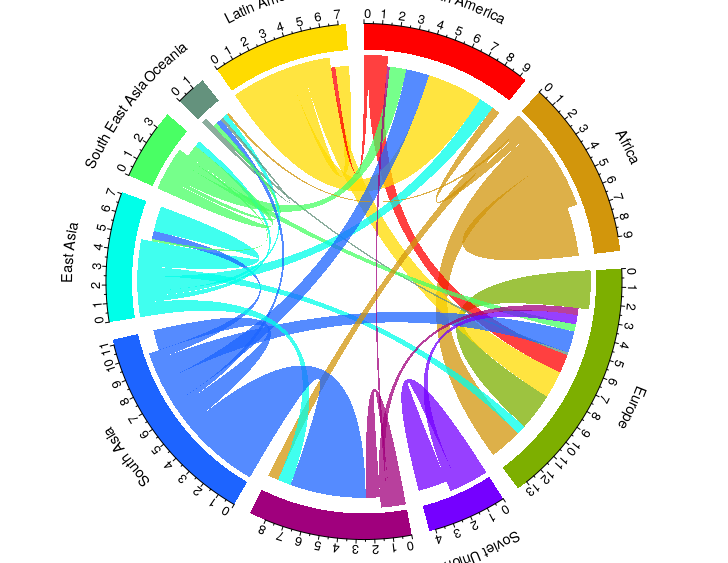 Latin Am
h America
Africa
Europe
Soviet Union
South Asia
East Asia
South East Asia
Oceania
0 1 2 3 4 5 6 7 8 9
0 1 2 3 4 5 6 7 8 9
0 1 2 3 4 5 6 7 8 9 10 11 12 13
0 1 2 3 4
0 1 2 3 4 5 6 7 8
0 1 2 3 4 5 6 7 8 9 10 11
0 1 2 3 4 5 6 7
0 1 2 3
0 1
0 1 2 3 4 5 6 7